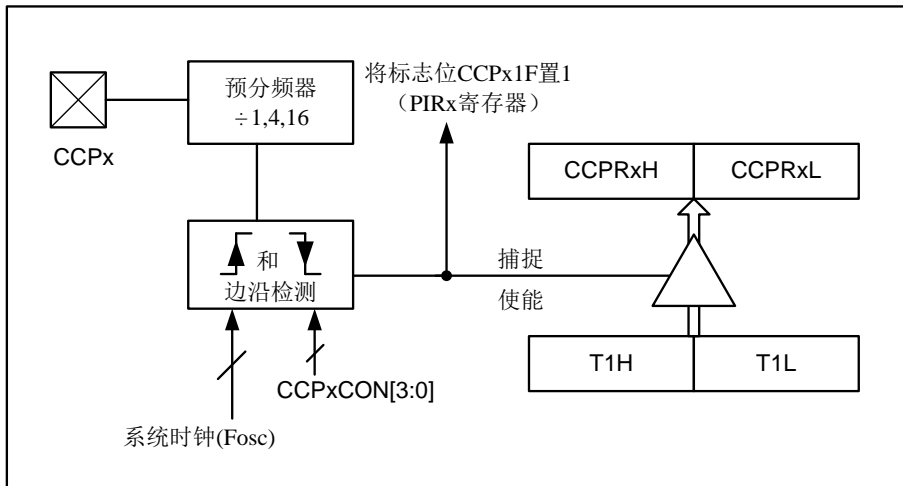 预分频器
÷1,4,16
将标志位CCPx1F置1
（PIRx寄存器）
CCPx
CCPRxH
CCPRxL
和
边沿检测
捕捉
使能
T1H
T1L
CCPxCON[3:0]
系统时钟(Fosc)